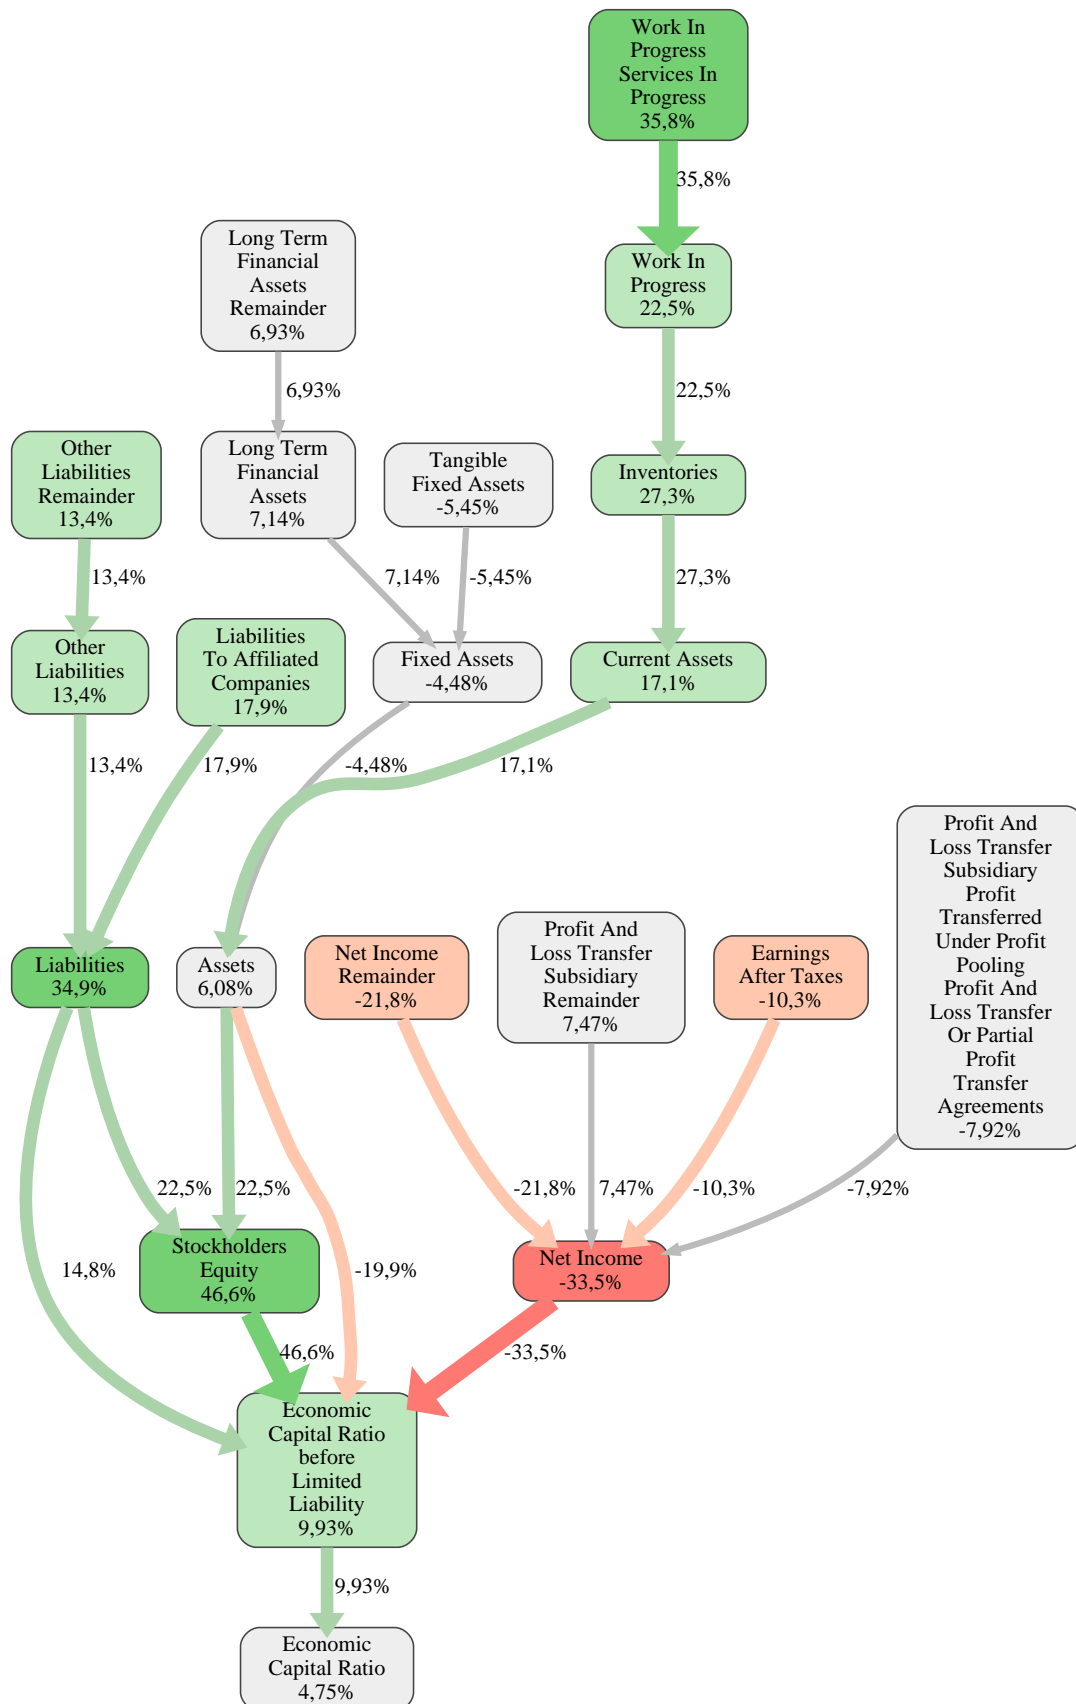 Work In
Progress
Services In
Progress
35,8%
35,8%
Long Term
Financial
Assets
Remainder
6,93%
Work In
Progress
22,5%
6,93%
22,5%
Other
Liabilities
Remainder
13,4%
Long Term
Financial
Assets
7,14%
Tangible
Fixed Assets
-5,45%
Inventories
27,3%
13,4%
7,14%
-5,45%
27,3%
Other
Liabilities
13,4%
Liabilities
To Affiliated
Companies
17,9%
Fixed Assets
-4,48%
Current Assets
17,1%
13,4%
17,9%
-4,48%
17,1%
Profit And
Loss Transfer
Subsidiary
Profit
Transferred
Under Profit
Pooling
Profit And
Loss Transfer
Or Partial
Profit
Transfer
Agreements
-7,92%
Liabilities
34,9%
Assets
6,08%
Net Income
Remainder
-21,8%
Profit And
Loss Transfer
Subsidiary
Remainder
7,47%
Earnings
After Taxes
-10,3%
22,5%
22,5%
-21,8%
7,47%
-10,3%
-7,92%
Stockholders
Equity
46,6%
Net Income
-33,5%
14,8%
-19,9%
46,6%
-33,5%
Economic
Capital Ratio
before
Limited
Liability
9,93%
9,93%
Economic
Capital Ratio
4,75%